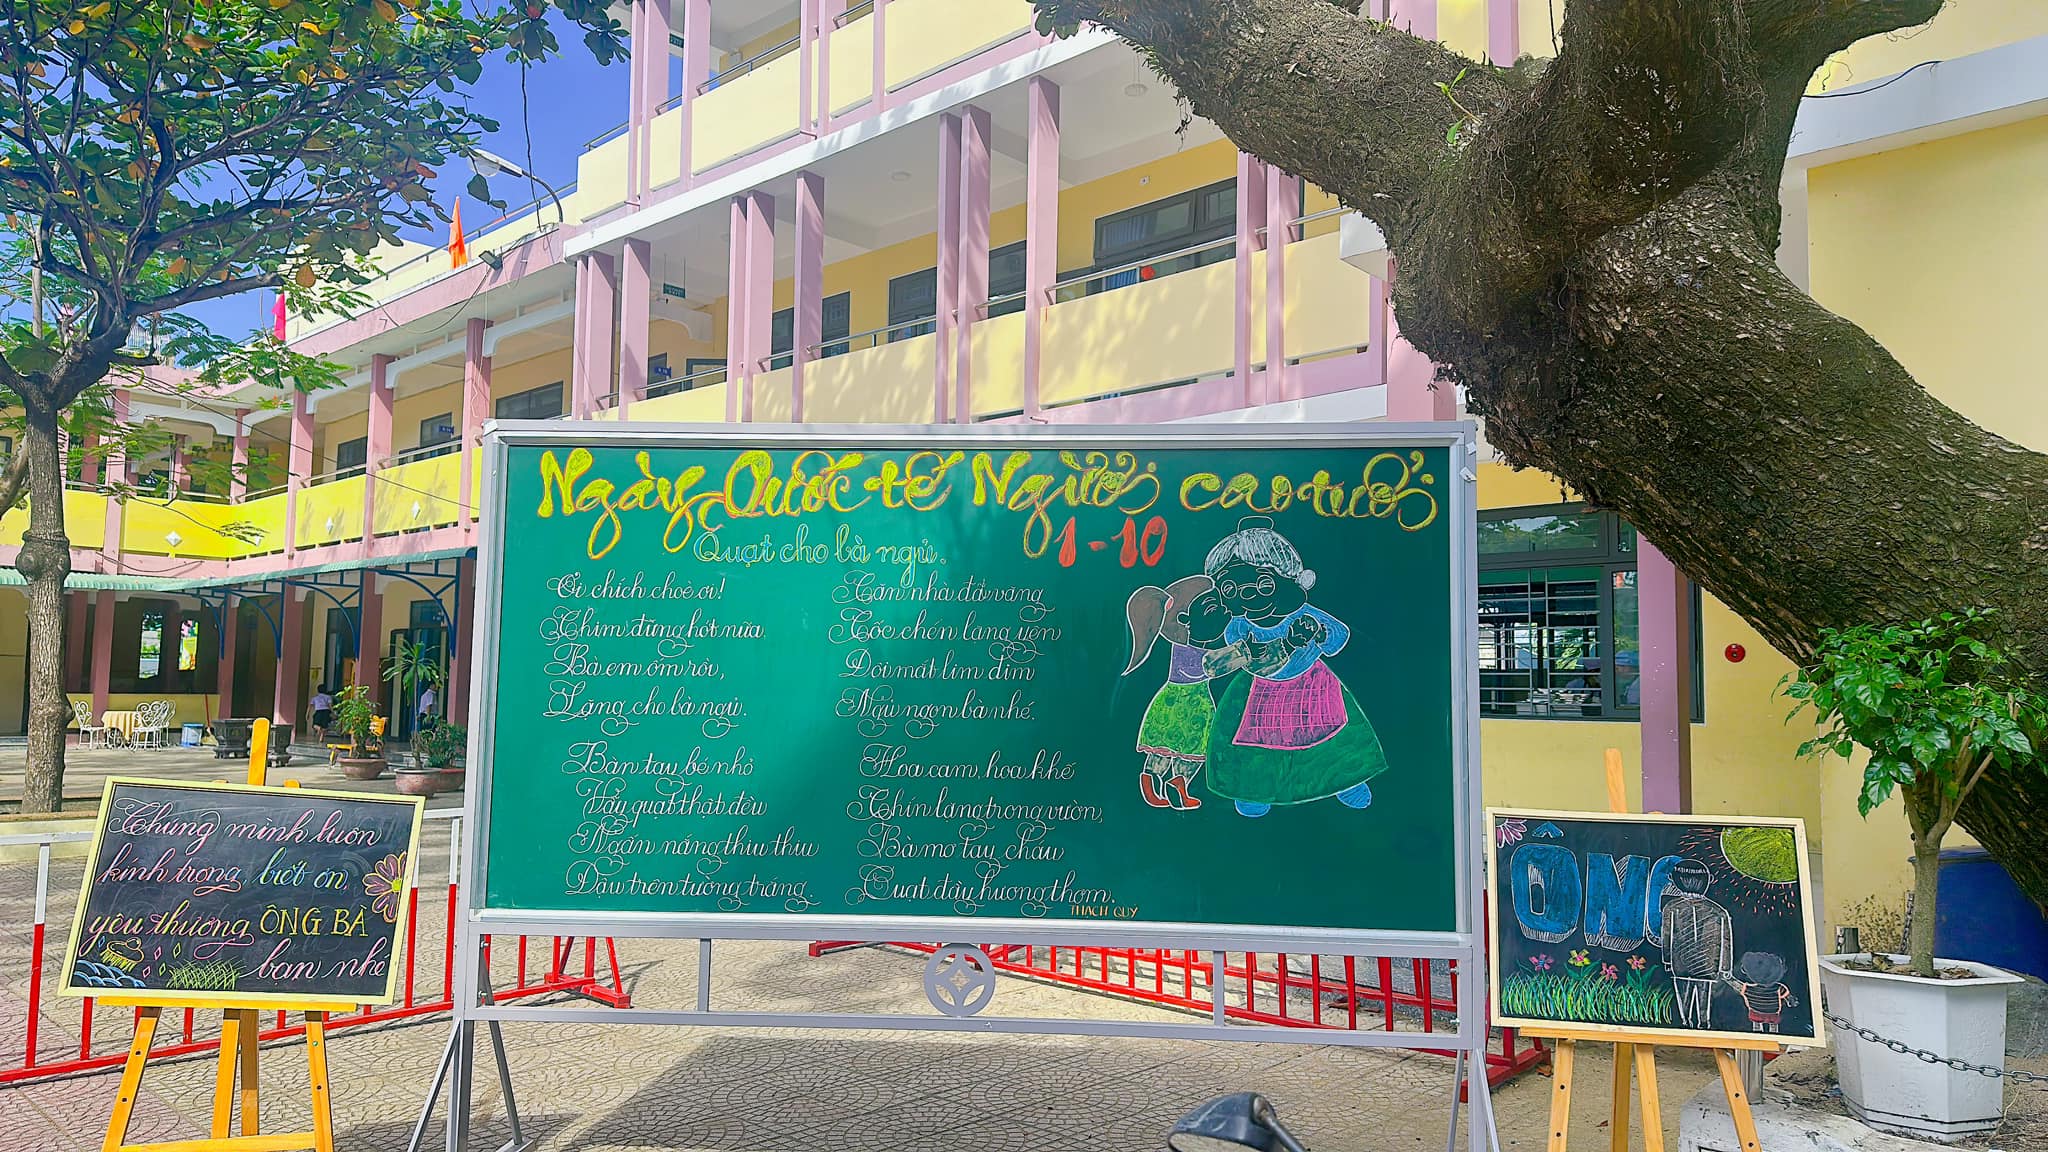 Ngày Quốc tế Người cao tuổi
1-10
Quạt cho bà ngủ.
Ơi chích choè ơi!
Chim đừng hót nữa,
Bà em ốm rồi,
Lặng cho bà ngủ.
Bàn tay bé nhỏ
Vẩy quạt thật đều
Ngấn nắng thiu thiu
Đậu trên tường trắng.
Căn nhà đã vắng
Cốc chén lặng yên
Đôi mắt lim dim
Ngủ ngon bà nhé.
Hoa cam, hoa khế
Chín lặng trong vườn,
Bà mơ tay cháu
Quạt đầy hương thơm.
THẠCH QUỲ
Chúng mình luôn
kính trọng, biết ơn,
yêu thương ÔNG BÀ
bạn nhé
ÔNG